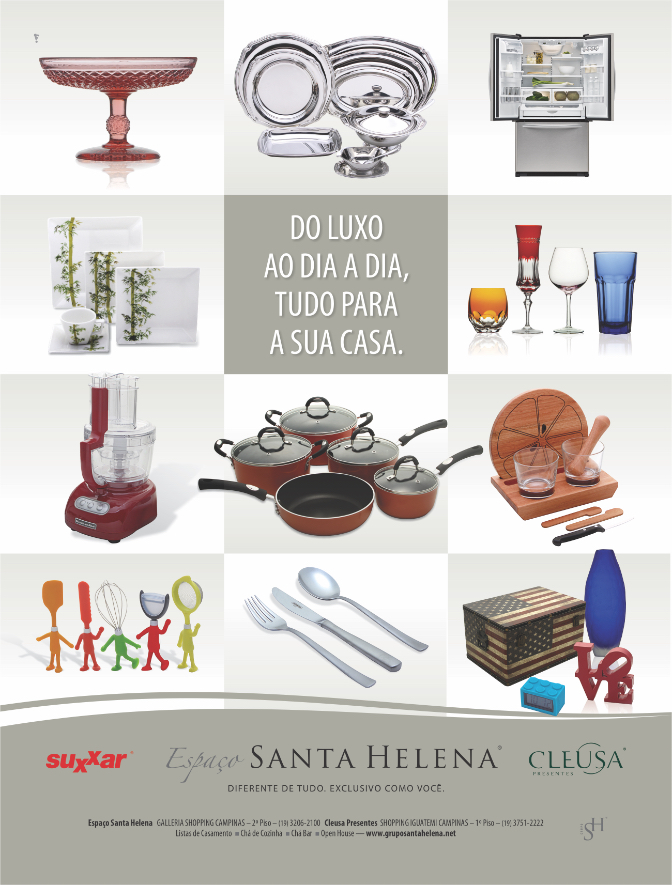 DO LUXO
AO DIA A DIA,
TUDO PARA
A SUA CASA.
LOVE
suxxar®
Espaço SANTA HELENA®
CLEUSA®
PRESENTES
DIFERENTE DE TUDO. EXCLUSIVO COMO VOCÊ.
Espaço Santa Helena GALLERIA SHOPPING CAMPINAS – 2º Piso – (19) 3206-2100 Cleusa Presentes SHOPPING IGUATEMI CAMPINAS – 1º Piso – (19) 3751-2222
Listas de Casamento ■ Chá de Cozinha ■ Chá Bar ■ Open House — www.gruposantahelena.net
SH